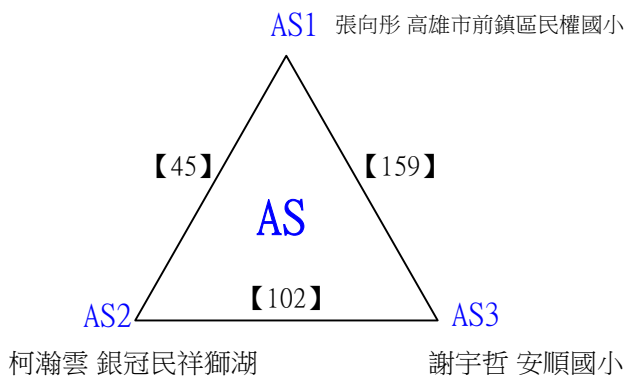 AS1 張向彤 高雄市前鎮區民權國小
【45】 【159】
AS
【102】
AS2 AS3
柯瀚雲 銀冠民祥獅湖 謝宇哲 安順國小